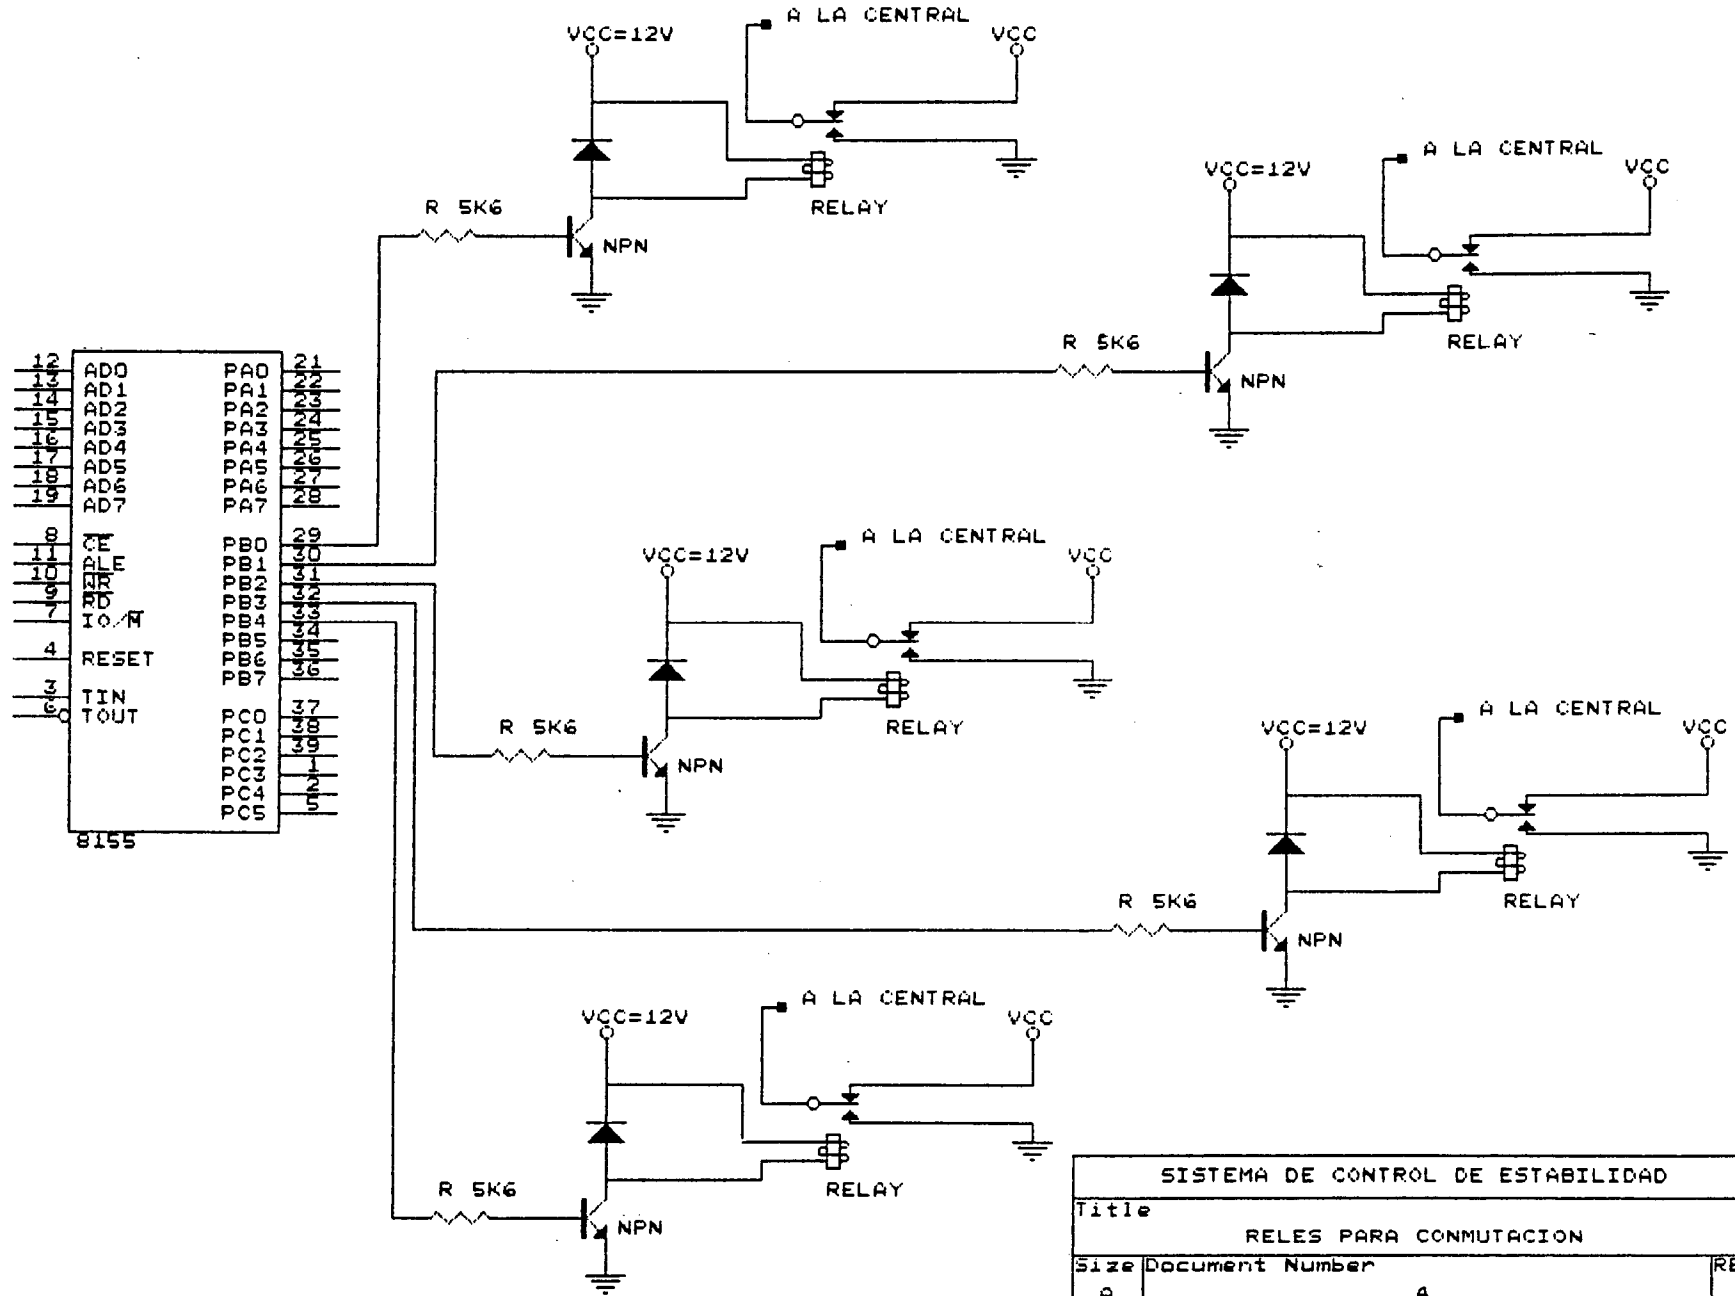 A LA CENTRAL
VCC=12V
VCC
RELAY
R 5K6
NPN
A LA CENTRAL
VCC=12V
VCC
RELAY
R 5K6
NPN
12 AD0 PA0 21
13 AD1 PA1 22
14 AD2 PA2 23
15 AD3 PA3 24
16 AD4 PA4 25
17 AD5 PA5 26
18 AD6 PA6 27
19 AD7 PA7 28
8 CE PB0 29
11 ALE PB1 30
10 WR PB2 31
9 RD PB3 32
7 IO/M PB4 33
PB5 34
4 RESET PB6 35
PB7 36
3 TIN
6 TOUT PC0 37
PC1 38
PC2 39
PC3 1
PC4 2
PC5 5
8155
A LA CENTRAL
VCC=12V
VCC
RELAY
R 5K6
NPN
A LA CENTRAL
VCC=12V
VCC
RELAY
R 5K6
NPN
A LA CENTRAL
VCC=12V
VCC
RELAY
R 5K6
NPN
SISTEMA DE CONTROL DE ESTABILIDAD
Title
RELES PARA CONMUTACION
Size Document Number
A 4